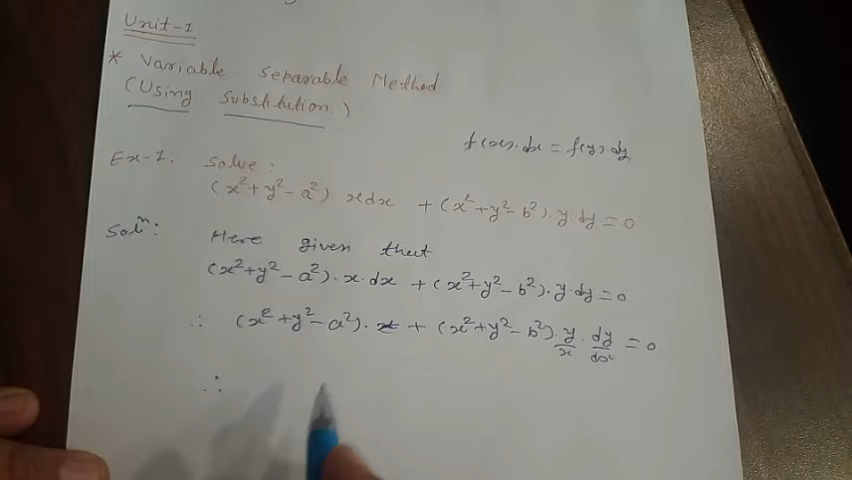 Unit-1
* Variable Separable Method
(Using Substitution)
f(x).dx = f(y) dy
Ex-1: Solve:
(x²+y²-a²) xdx + (x²+y²-b²).y.dy = 0
Solⁿ: Here given that
(x²+y²-a²).x.dx + (x²+y²-b²).y.dy = 0
∴ (x²+y²-a²). + (x²+y²-b²).y/x . dy/dx = 0
∴